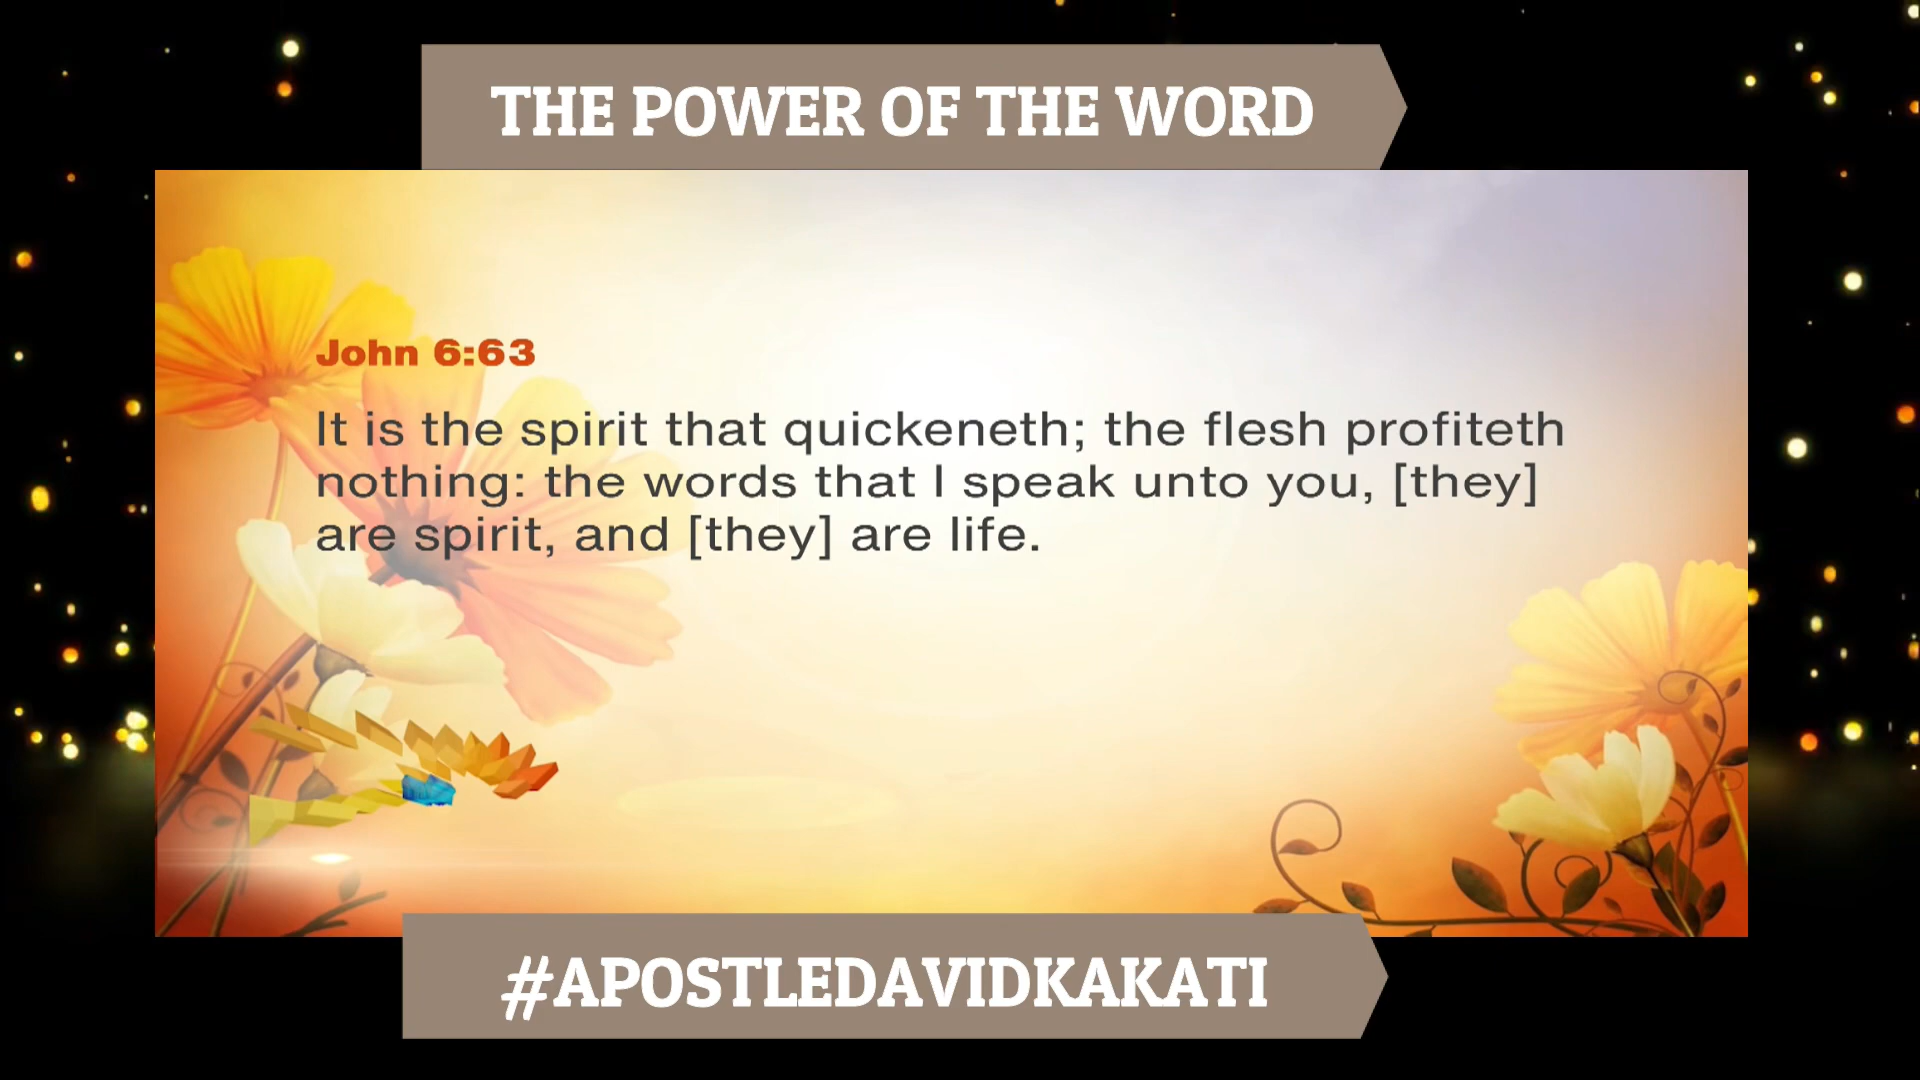 THE POWER OF THE WORD
John 6:63
It is the spirit that quickeneth; the flesh profiteth
nothing: the words that I speak unto you, [they]
are spirit, and [they] are life.
#APOSTLEDAVIDKAKATI